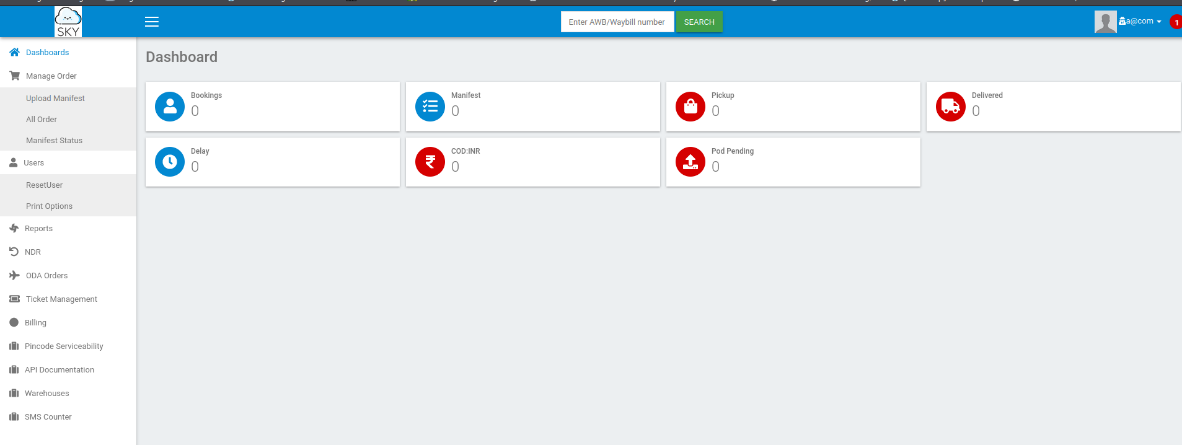 SKY
Enter AWB/Waybill number
SEARCH
a@com
1
Dashboards
Manage Order
Upload Manifest
All Order
Manifest Status
Users
ResetUser
Print Options
Reports
NDR
ODA Orders
Ticket Management
Billing
Pincode Serviceability
API Documentation
Warehouses
SMS Counter
Dashboard
Bookings
0
Manifest
0
Pickup
0
Delivered
0
Delay
0
COD:INR
₹
0
Pod Pending
0